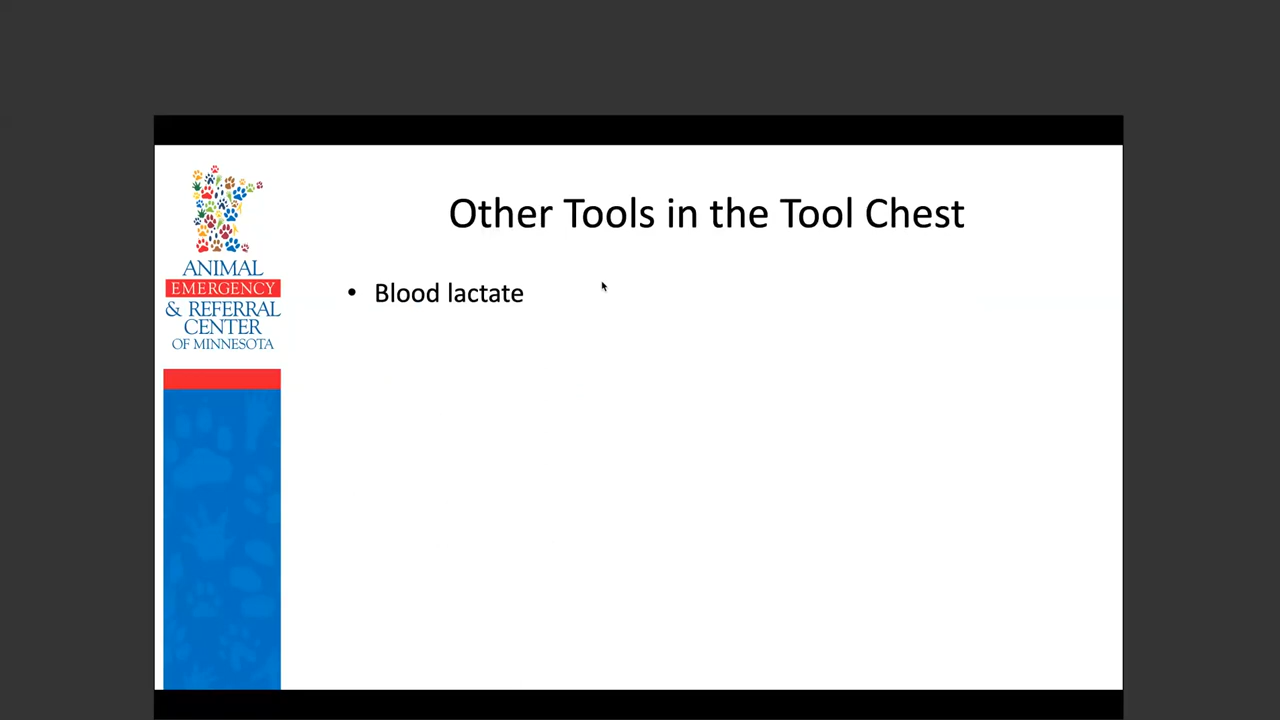 Other Tools in the Tool Chest
• Blood lactate
ANIMAL
EMERGENCY
& REFERRAL
CENTER
OF MINNESOTA